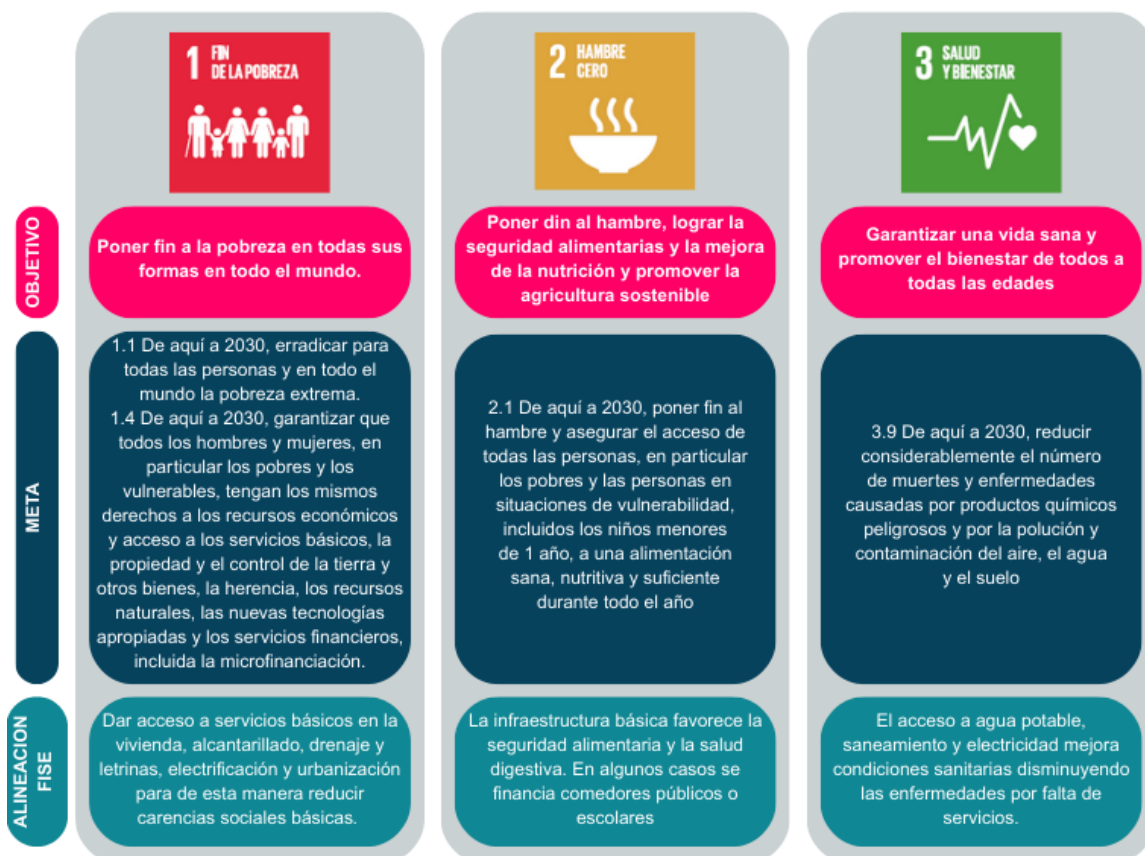 1 FIN
DE LA POBREZA
2 HAMBRE
CERO
3 SALUD
Y BIENESTAR
OBJETIVO
Poner fin a la pobreza en todas sus
formas en todo el mundo.
Poner din al hambre, lograr la
seguridad alimentarias y la mejora
de la nutrición y promover la
agricultura sostenible
Garantizar una vida sana y
promover el bienestar de todos a
todas las edades
META
1.1 De aquí a 2030, erradicar para
todas las personas y en todo el
mundo la pobreza extrema.
1.4 De aquí a 2030, garantizar que
todos los hombres y mujeres, en
particular los pobres y los
vulnerables, tengan los mismos
derechos a los recursos económicos
y acceso a los servicios básicos, la
propiedad y el control de la tierra y
otros bienes, la herencia, los recursos
naturales, las nuevas tecnologías
apropiadas y los servicios financieros,
incluida la microfinanciación.
2.1 De aquí a 2030, poner fin al
hambre y asegurar el acceso de
todas las personas, en particular
los pobres y las personas en
situaciones de vulnerabilidad,
incluidos los niños menores
de 1 año, a una alimentación
sana, nutritiva y suficiente
durante todo el año
3.9 De aquí a 2030, reducir
considerablemente el número
de muertes y enfermedades
causadas por productos químicos
peligrosos y por la polución y
contaminación del aire, el agua
y el suelo
ALINEACION
FISE
Dar acceso a servicios básicos en la
vivienda, alcantarillado, drenaje y
letrinas, electrificación y urbanización
para de esta manera reducir
carencias sociales básicas.
La infraestructura básica favorece la
seguridad alimentaria y la salud
digestiva. En algunos casos se
financia comedores públicos o
escolares
El acceso a agua potable,
saneamiento y electricidad mejora
condiciones sanitarias disminuyendo
las enfermedades por falta de
servicios.